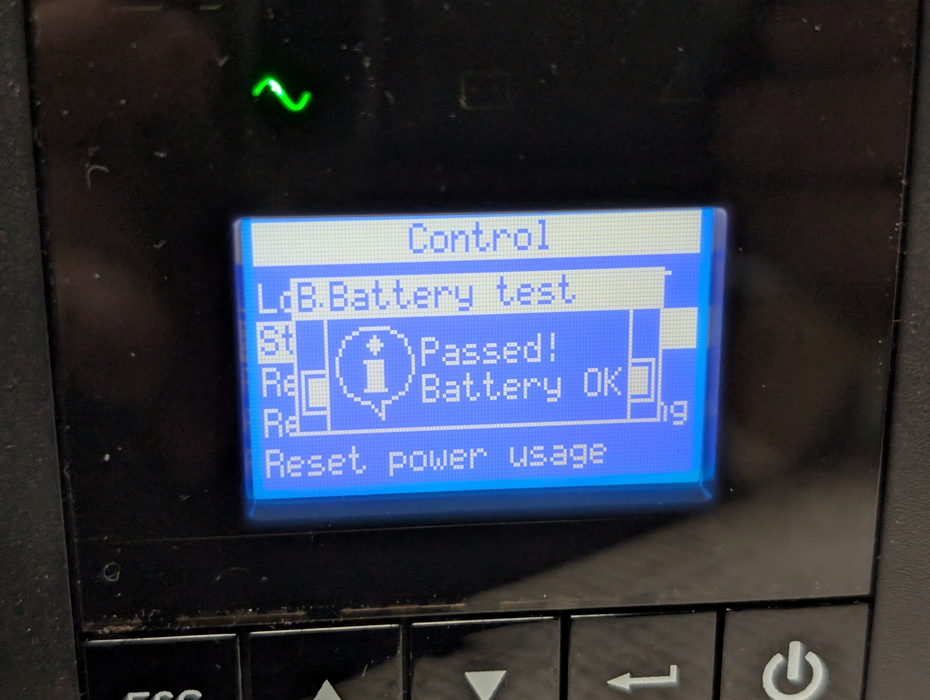 Control
B.Battery test
Passed!
Battery OK
Reset power usage
ESC